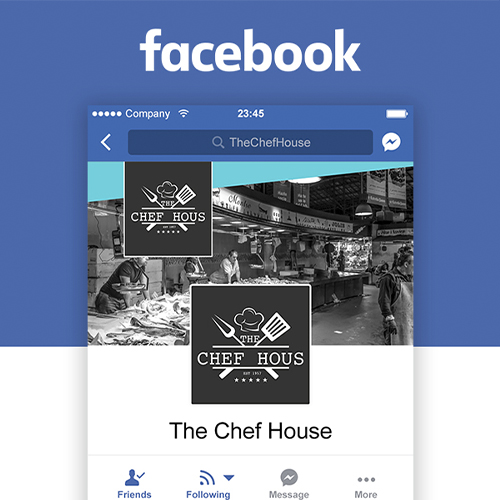 facebook
Company
23:45
TheChefHouse
THE
CHEF HOUS
EST 1917
THE
CHEF HOUS
EST 1917
The Chef House
Friends
Following
Message
More